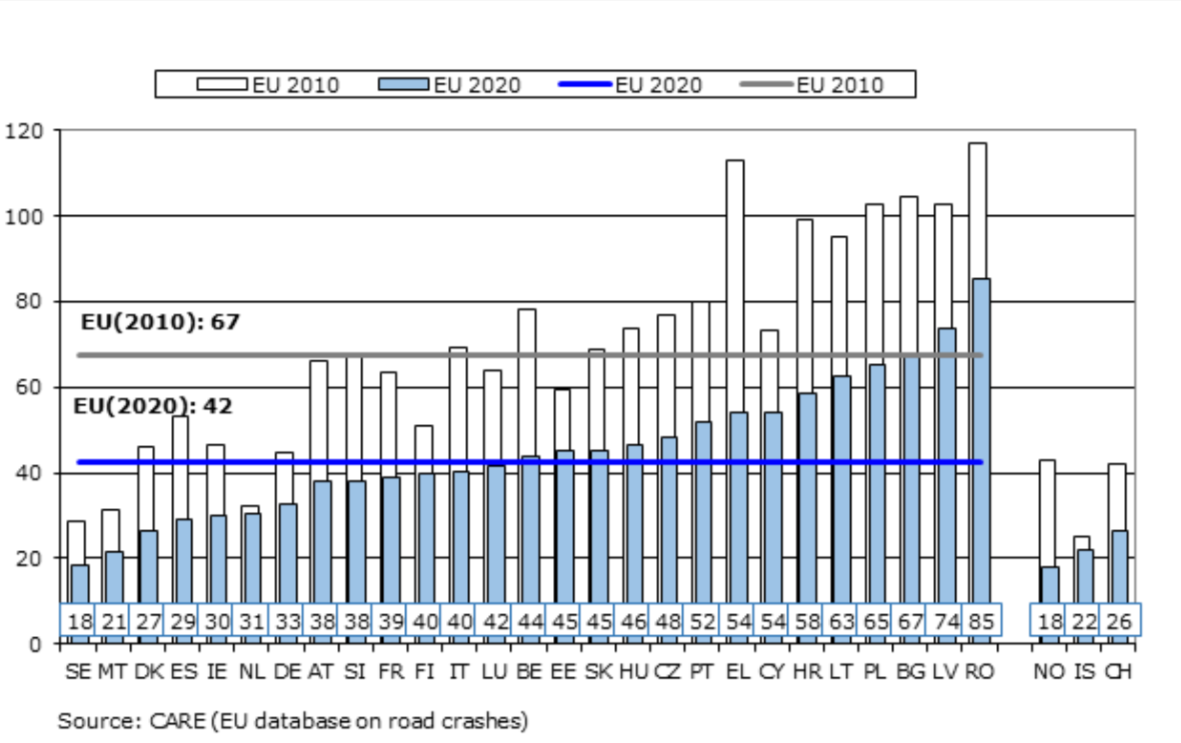 EU 2010 EU 2020 EU 2020 EU 2010
120
100
80
EU(2010): 67
60
EU(2020): 42
40
20
18 21 27 29 30 31 33 38 38 39 40 40 42 44 45 45 46 48 52 54 54 58 63 65 67 74 85 18 22 26
0
SE MT DK ES IE NL DE AT SI FR FI IT LU BE EE SK HU CZ PT EL CY HR LT PL BG LV RO NO IS CH
Source: CARE (EU database on road crashes)